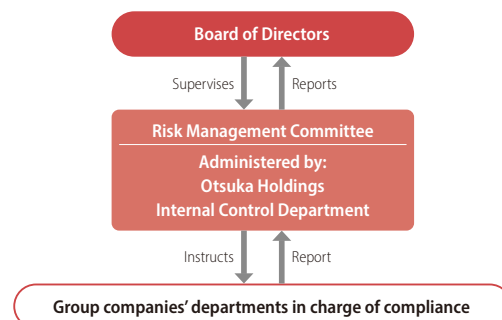 Board of Directors
Supervises
Reports
Risk Management Committee
Administered by:
Otsuka Holdings
Internal Control Department
Instructs
Report
Group companies’ departments in charge of compliance